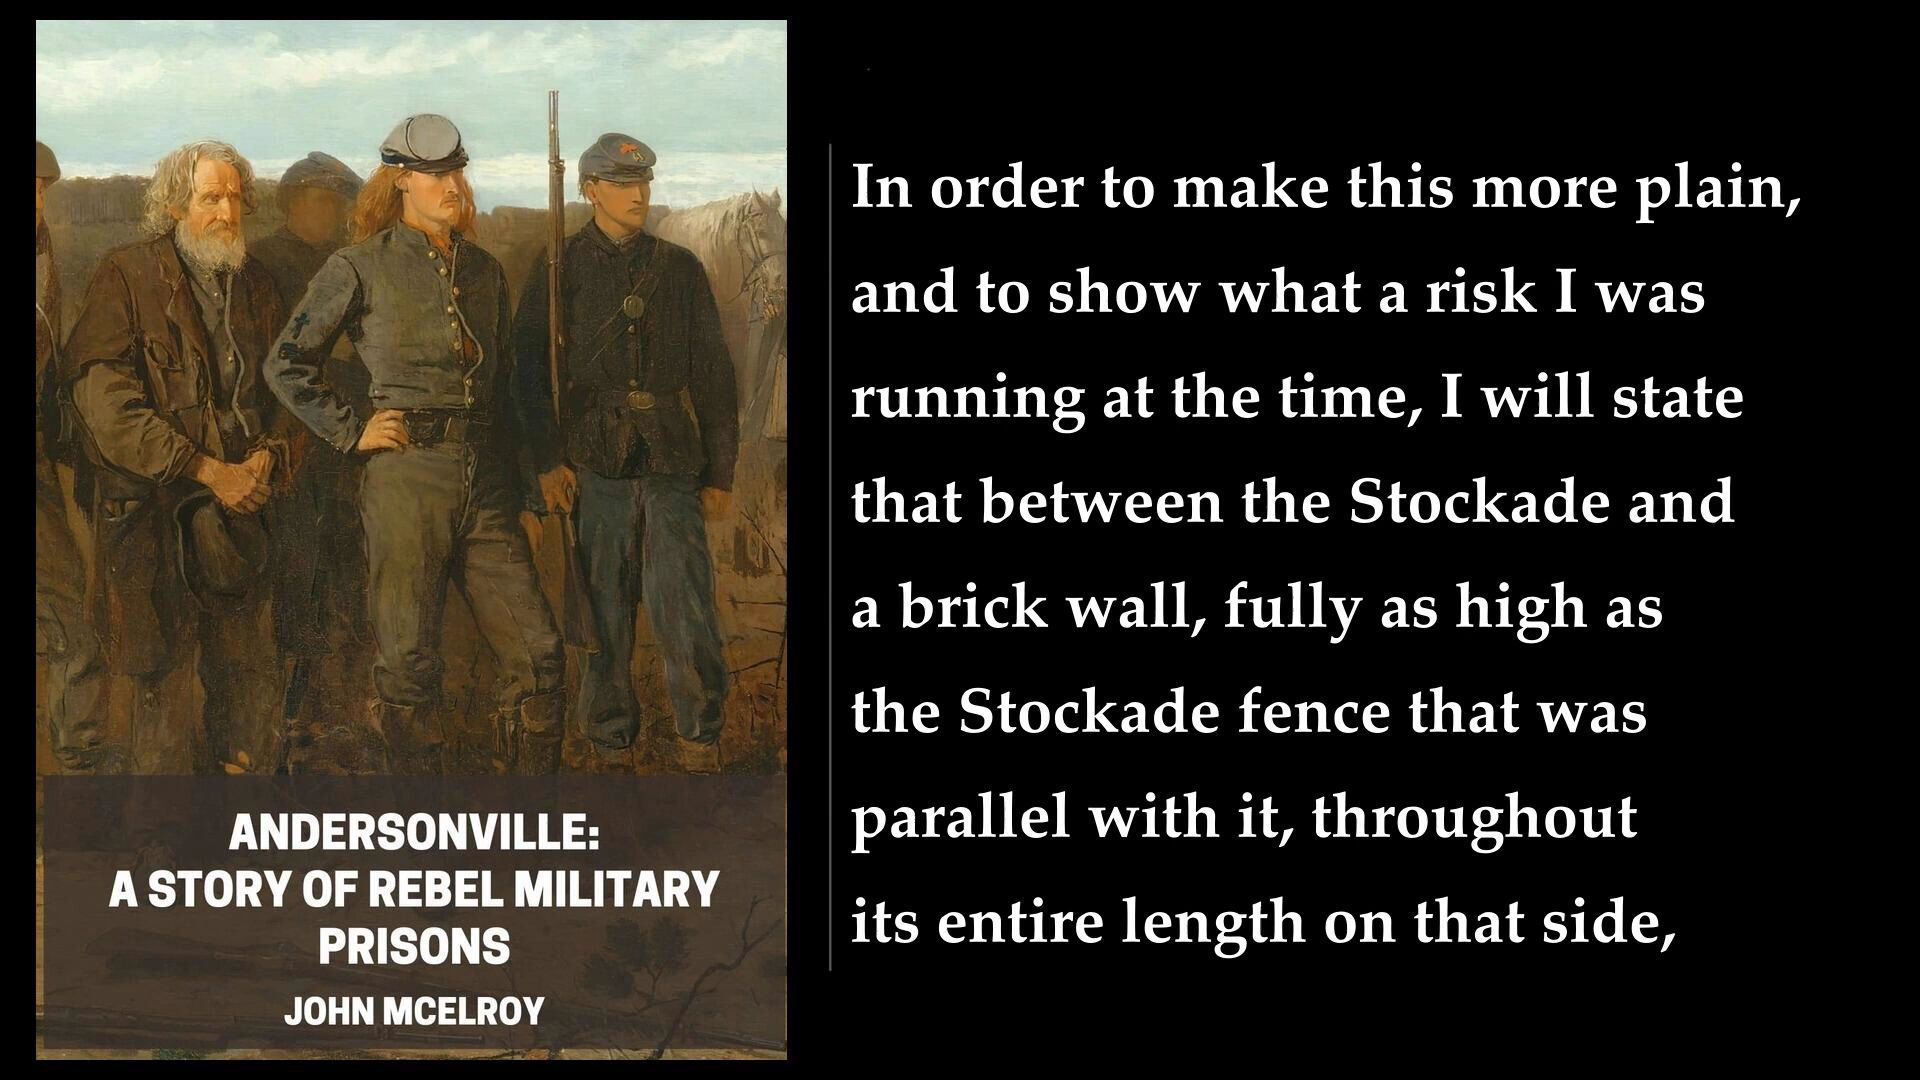 ANDERSONVILLE:
A STORY OF REBEL MILITARY
PRISONS
JOHN MCELROY
In order to make this more plain,
and to show what a risk I was
running at the time, I will state
that between the Stockade and
a brick wall, fully as high as
the Stockade fence that was
parallel with it, throughout
its entire length on that side,